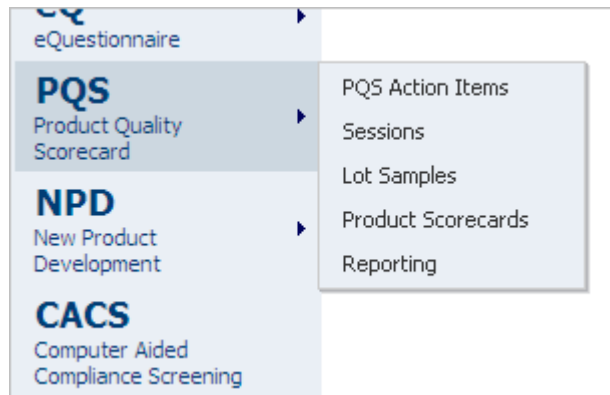 eQuestionnaire
PQS
Product Quality
Scorecard
NPD
New Product
Development
CACS
Computer Aided
Compliance Screening
PQS Action Items
Sessions
Lot Samples
Product Scorecards
Reporting